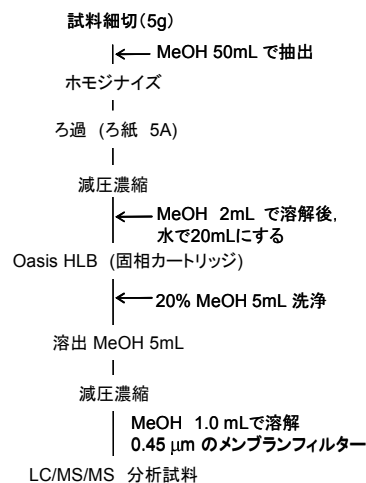 試料細切(5g)
MeOH 50mL で抽出
ホモジナイズ
ろ過 (ろ紙 5A)
減圧濃縮
MeOH 2mL で溶解後,
水で20mLにする
Oasis HLB (固相カートリッジ)
20% MeOH 5mL 洗浄
溶出 MeOH 5mL
減圧濃縮
MeOH 1.0 mLで溶解
0.45 μm のメンブランフィルター
LC/MS/MS 分析試料